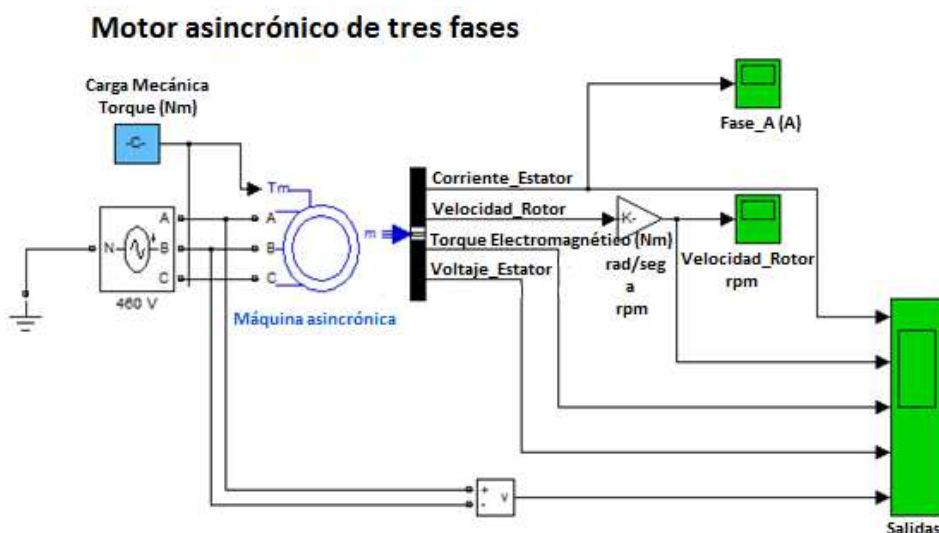 Motor asincrónico de tres fases
Carga Mecánica
Torque (Nm)
-C-
Fase_A (A)
Tm
Corriente_Estator
Velocidad_Rotor
K-
A
A
m
Torque Electromagnético (Nm)
N
B
B
rad/seg
Velocidad_Rotor
Voltaje_Estator
a
rpm
C
C
rpm
460 V
Máquina asincrónica
+
-
v
Salidas